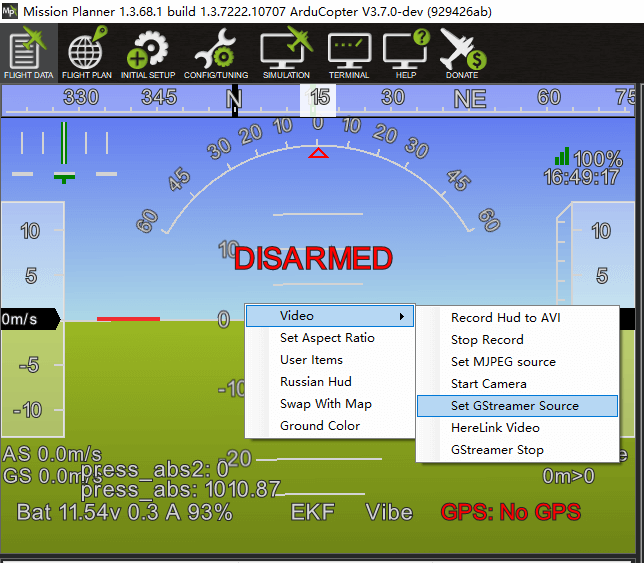 Mission Planner 1.3.68.1 build 1.3.7222.10707 ArduCopter V3.7.0-dev (929426ab)
FLIGHT DATA FLIGHT PLAN INITIAL SETUP CONFIG/TUNING SIMULATION TERMINAL HELP DONATE
330 345 N 15 30 NE 60 75
60 45 30 20 10 0 10 20 30 45 60
100%
16:49:17
10 10 10
DISARMED
5 5
0m/s 0
Video
Set Aspect Ratio
User Items
Russian Hud
Swap With Map
Ground Color
Record Hud to AVI
Stop Record
Set MJPEG source
Start Camera
Set GStreamer Source
HereLink Video
GStreamer Stop
-5
-10 -10
AS 0.0m/s
GS 0.0m/s
-20
press_abs2: 0
press_abs: 1010.87
0m>0
Bat 11.54v 0.3 A 93% EKF Vibe GPS: No GPS